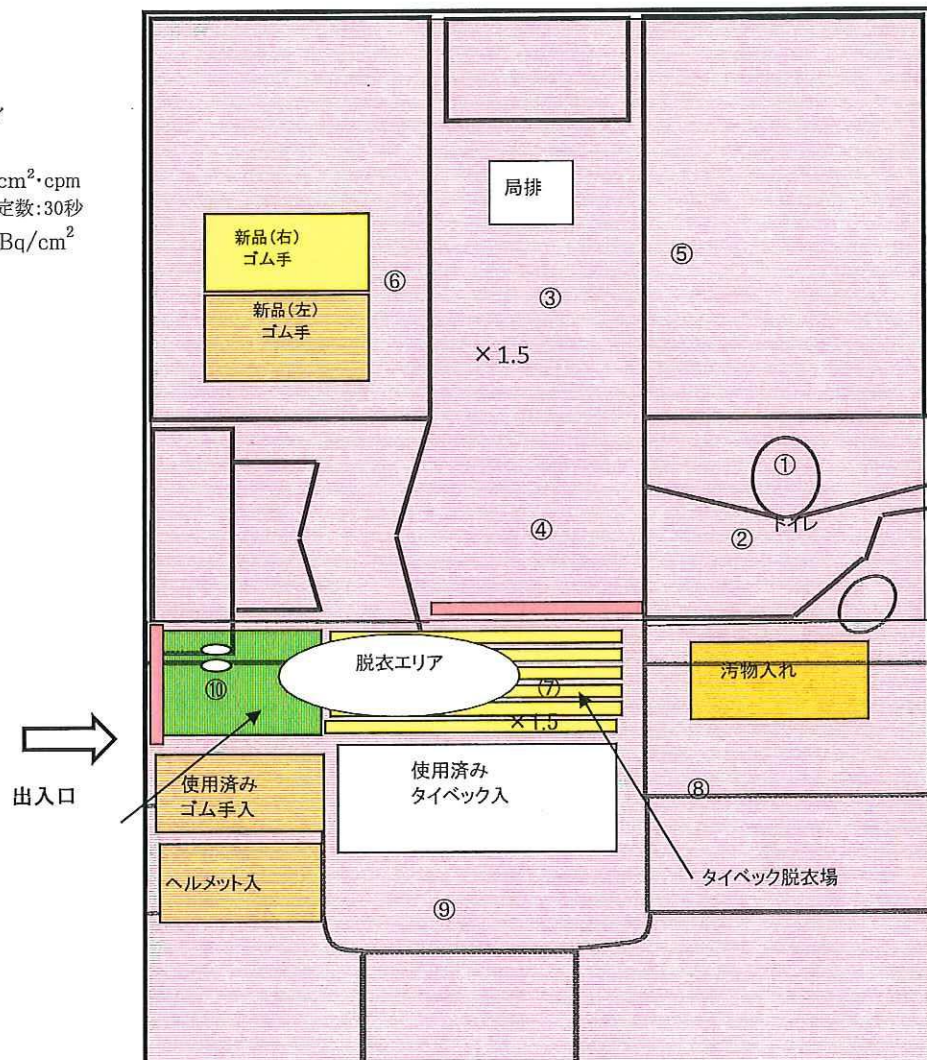 cm²・cpm
定数:30秒
Bq/cm²
局排
新品(右)
ゴム手
⑥
新品(左)
ゴム手
③
⑤
×1.5
①
トイレ
②
④
脱衣エリア
⑦
×1.5
⑩
汚物入れ
出入口
使用済み
ゴム手入
使用済み
タイベック入
⑧
ヘルメット入
タイベック脱衣場
⑨